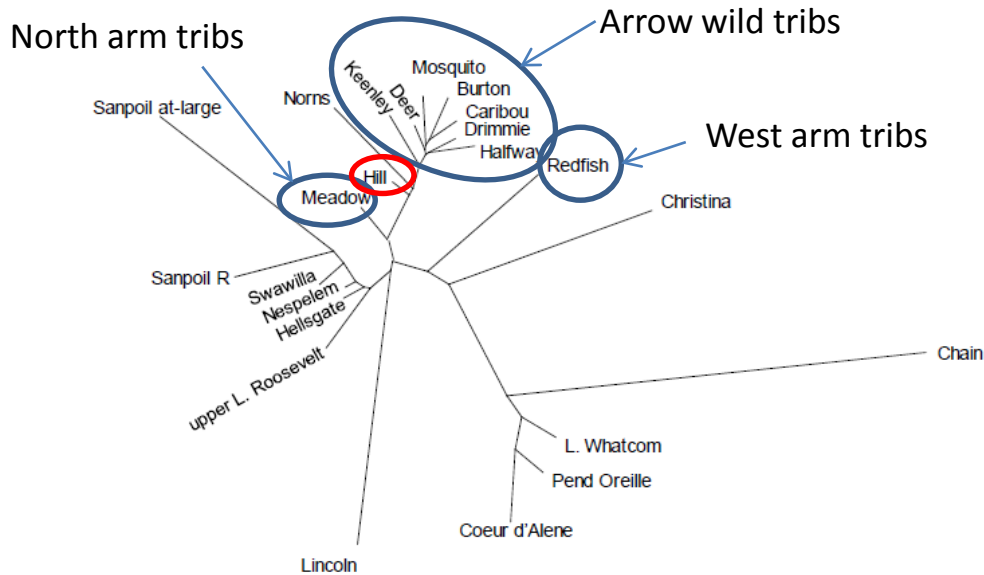 North arm tribs
Arrow wild tribs
Mosquito
Burton
Keenley
Deer
Norns
Caribou
Sanpoil at-large
Drimmie
West arm tribs
Halfway
Redfish
Hill
Meadow
Christina
Sanpoil R
Swawilla
Nespelem
Hellsgate
Chain
upper L. Roosevelt
L. Whatcom
Pend Oreille
Coeur d'Alene
Lincoln